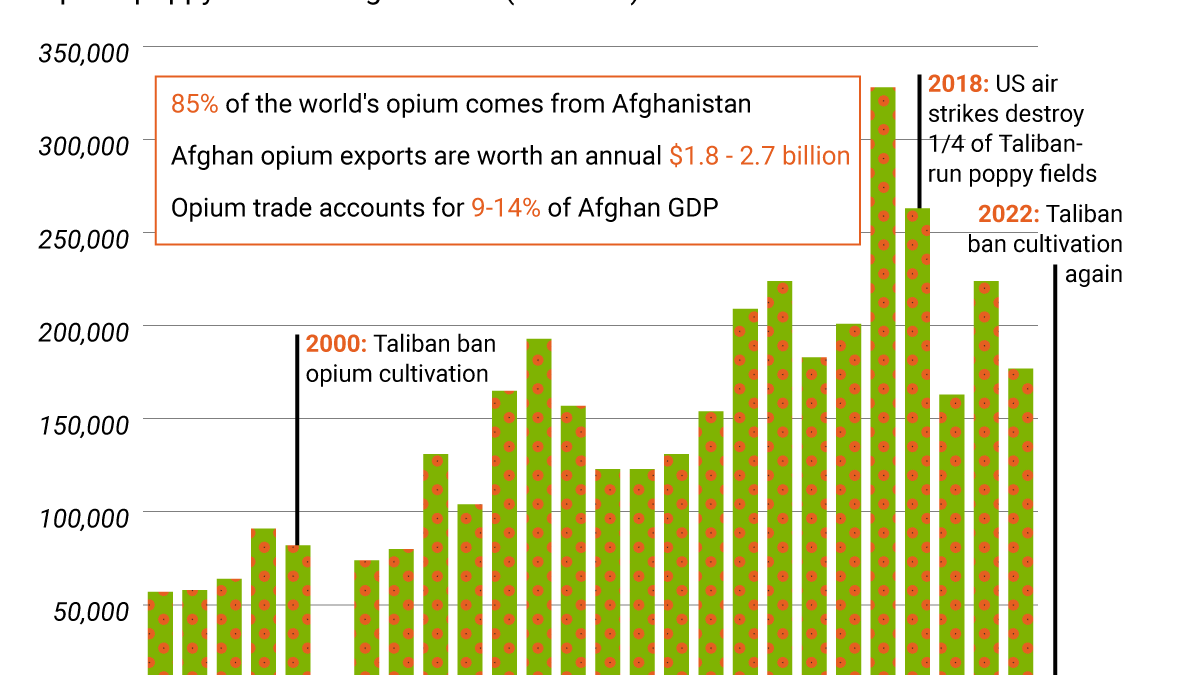 350,000
300,000
250,000
200,000
150,000
100,000
50,000
85% of the world's opium comes from Afghanistan
Afghan opium exports are worth an annual $1.8 - 2.7 billion
Opium trade accounts for 9-14% of Afghan GDP
2000: Taliban ban
opium cultivation
2018: US air
strikes destroy
1/4 of Taliban-
run poppy fields
2022: Taliban
ban cultivation
again